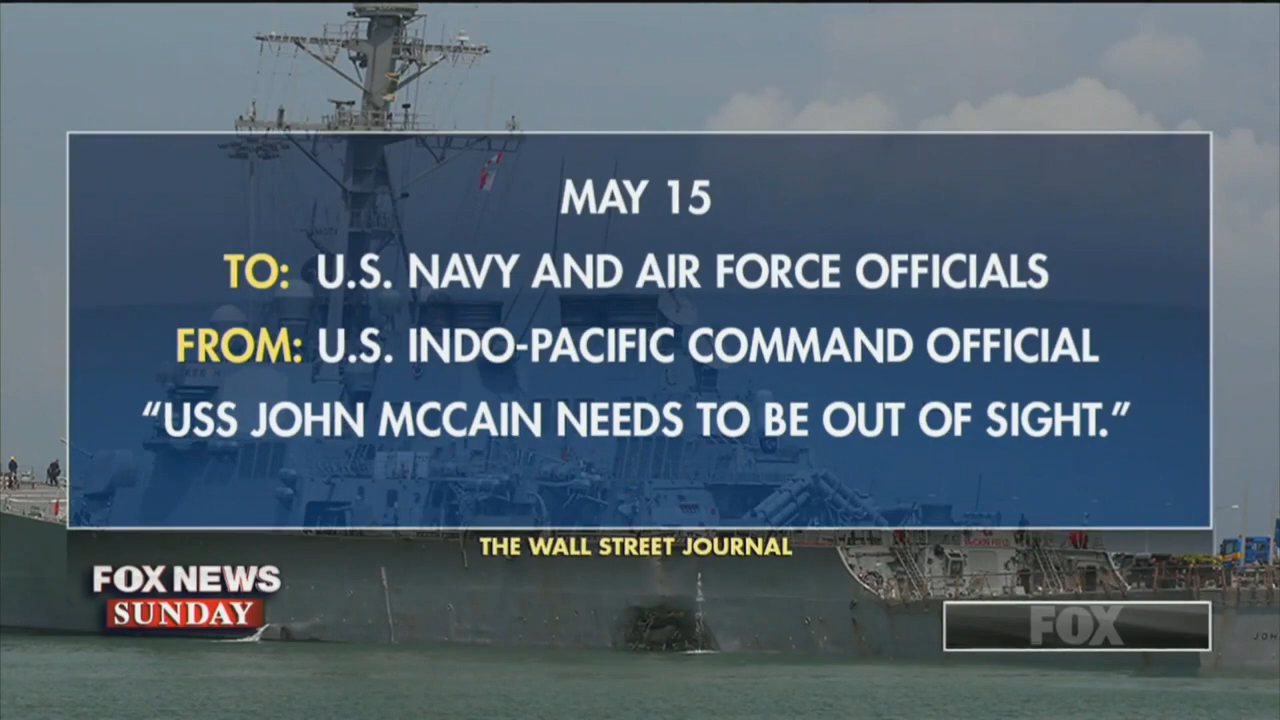 MAY 15
TO: U.S. NAVY AND AIR FORCE OFFICIALS
FROM: U.S. INDO-PACIFIC COMMAND OFFICIAL
“USS JOHN MCCAIN NEEDS TO BE OUT OF SIGHT.”
THE WALL STREET JOURNAL
FOX NEWS
SUNDAY
FOX